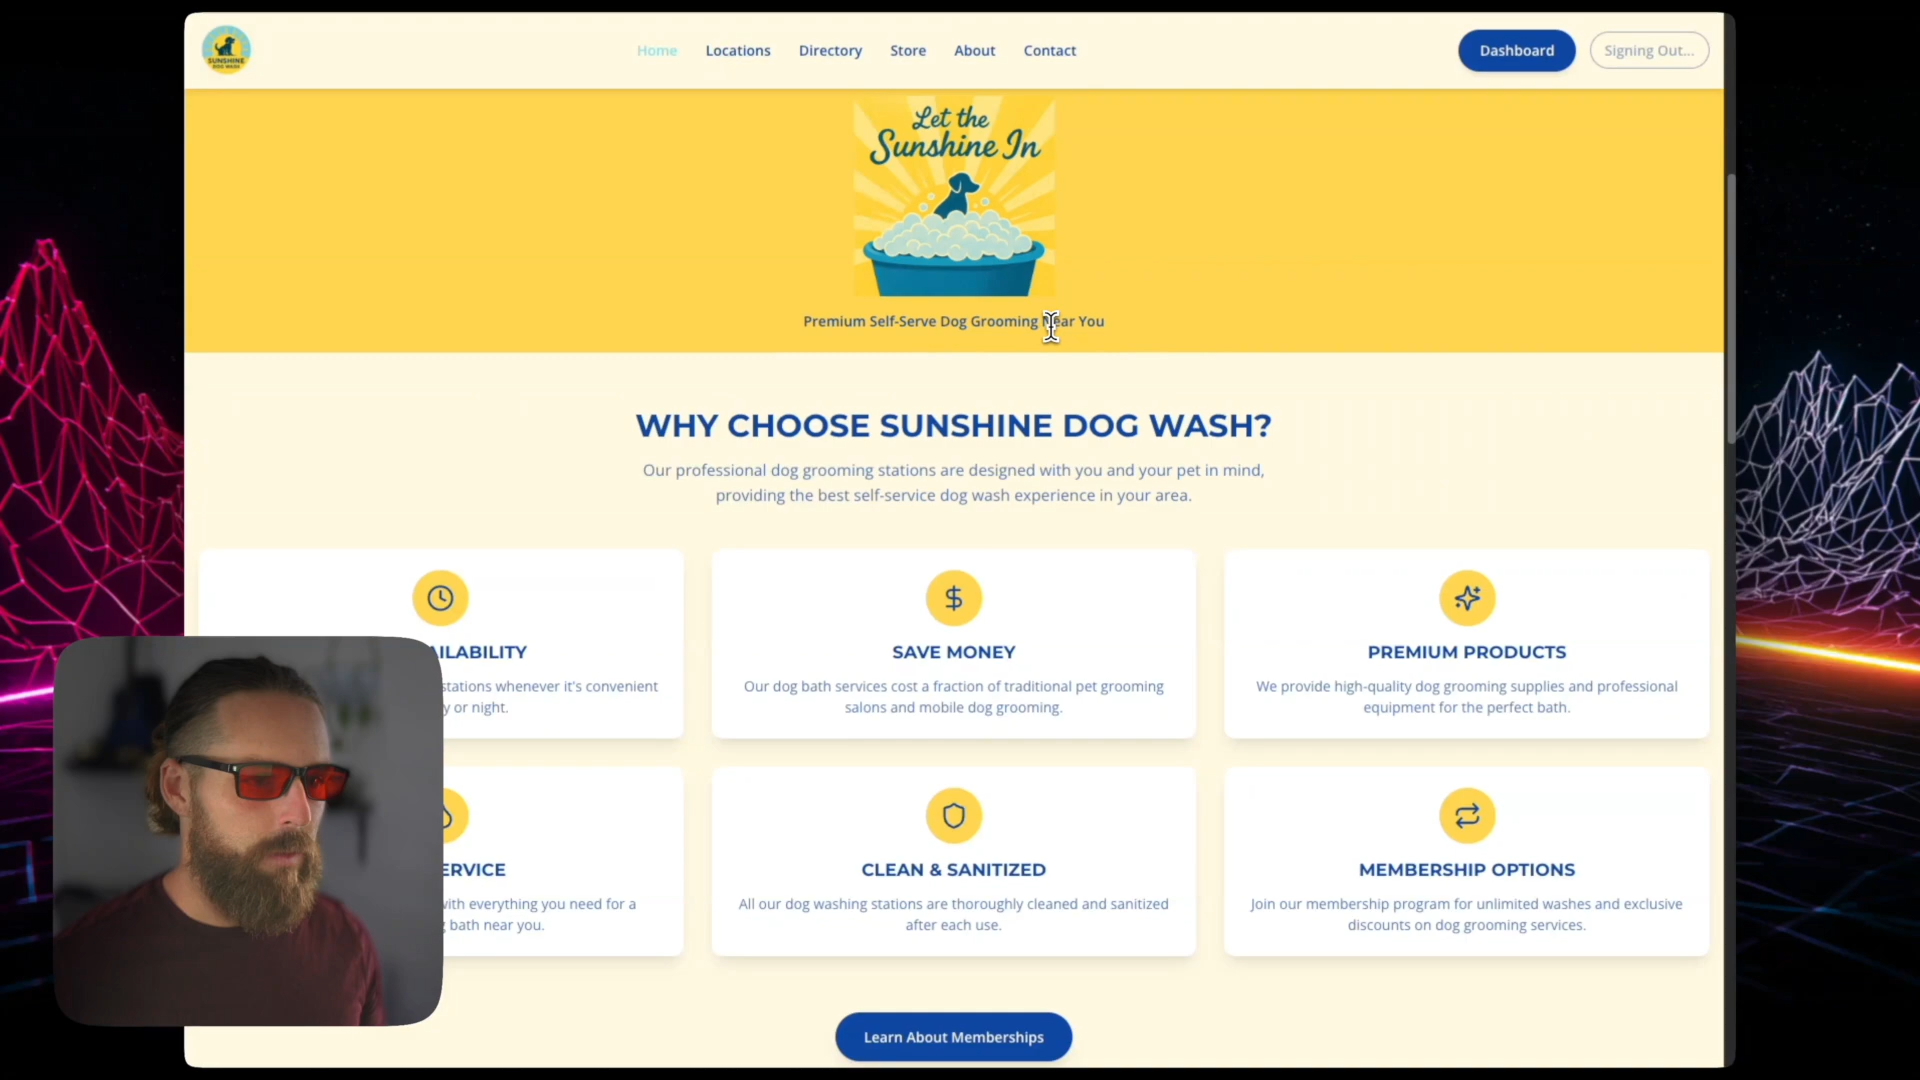 SUNSHINE
DOG WASH
Home
Locations
Directory
Store
About
Contact
Dashboard
Signing Out...
Let the
Sunshine In
Premium Self-Serve Dog Grooming Near You
WHY CHOOSE SUNSHINE DOG WASH?
Our professional dog grooming stations are designed with you and your pet in mind,
providing the best self-service dog wash experience in your area.
AILABILITY
stations whenever it's convenient
y or night.
SAVE MONEY
Our dog bath services cost a fraction of traditional pet grooming
salons and mobile dog grooming.
PREMIUM PRODUCTS
We provide high-quality dog grooming supplies and professional
equipment for the perfect bath.
ERVICE
with everything you need for a
bath near you.
CLEAN & SANITIZED
All our dog washing stations are thoroughly cleaned and sanitized
after each use.
MEMBERSHIP OPTIONS
Join our membership program for unlimited washes and exclusive
discounts on dog grooming services.
Learn About Memberships